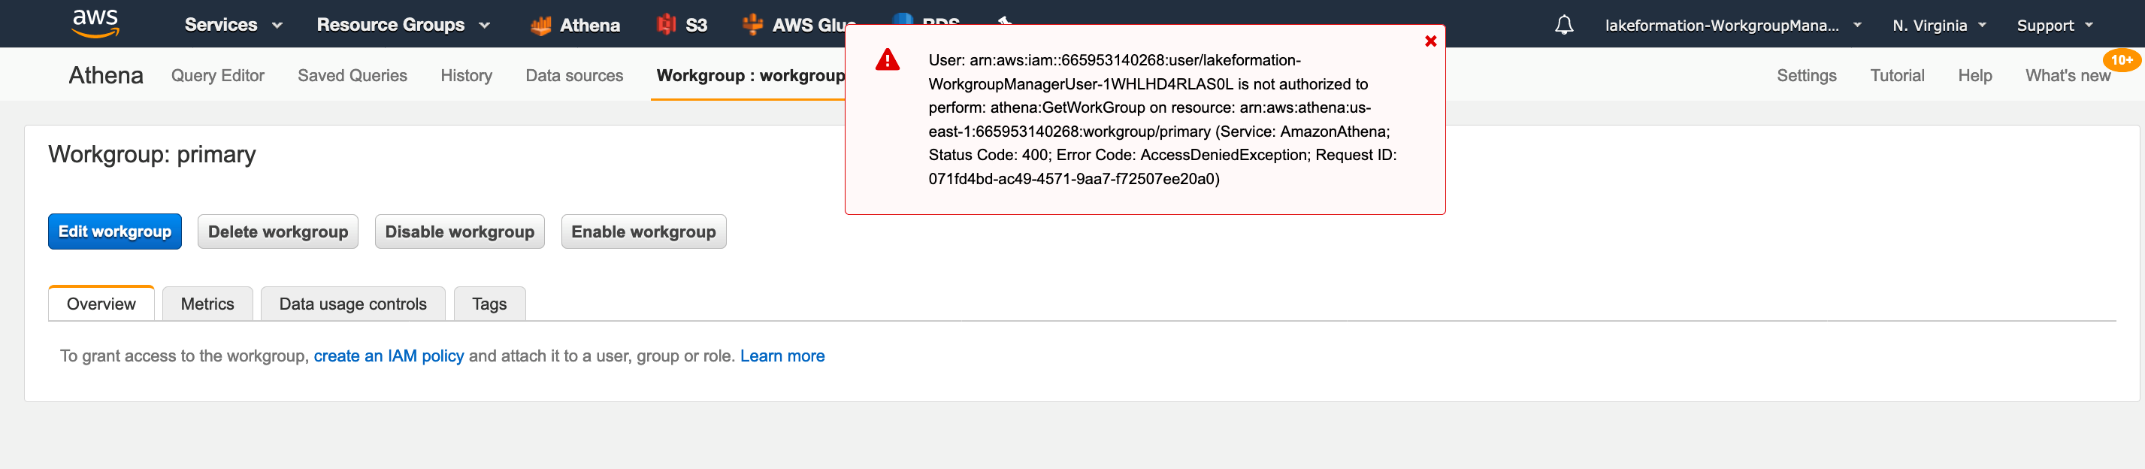 aws Services Resource Groups Athena S3 AWS Glue RDS lakeformation-WorkgroupMana... N. Virginia Support
Athena Query Editor Saved Queries History Data sources Workgroup : workgroup Settings Tutorial Help What's new 10+
User: arn:aws:iam::665953140268:user/lakeformation-
WorkgroupManagerUser-1WHLHD4RLAS0L is not authorized to
perform: athena:GetWorkGroup on resource: arn:aws:athena:us-
east-1:665953140268:workgroup/primary (Service: AmazonAthena;
Status Code: 400; Error Code: AccessDeniedException; Request ID:
071fd4bd-ac49-4571-9aa7-f72507ee20a0)
Workgroup: primary
Edit workgroup Delete workgroup Disable workgroup Enable workgroup
Overview Metrics Data usage controls Tags
To grant access to the workgroup, create an IAM policy and attach it to a user, group or role. Learn more